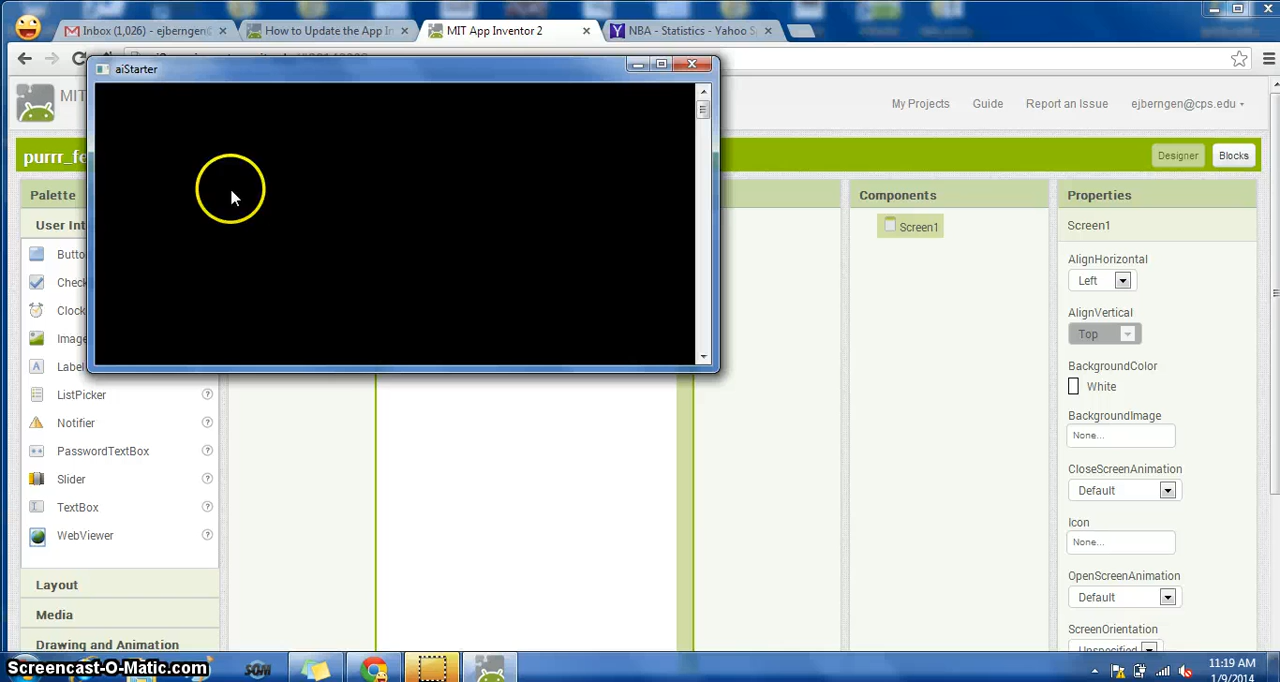 Inbox (1,026) - ejberngen@
How to Update the App In
MIT App Inventor 2
NBA - Statistics - Yahoo S
aiStarter
MIT
My Projects
Guide
Report an Issue
ejberngen@cps.edu
purrr_fe
Designer
Blocks
Palette
Components
Properties
User Int
Screen1
Screen1
Butto
Check
Clock
Image
Label
ListPicker
Notifier
PasswordTextBox
Slider
TextBox
WebViewer
Layout
Media
Drawing and Animation
AlignHorizontal
Left
AlignVertical
Top
BackgroundColor
White
BackgroundImage
None...
CloseScreenAnimation
Default
Icon
None...
OpenScreenAnimation
Default
ScreenOrientation
Unspecified
Screencast-O-Matic.com
SOM
11:19 AM
1/9/2014